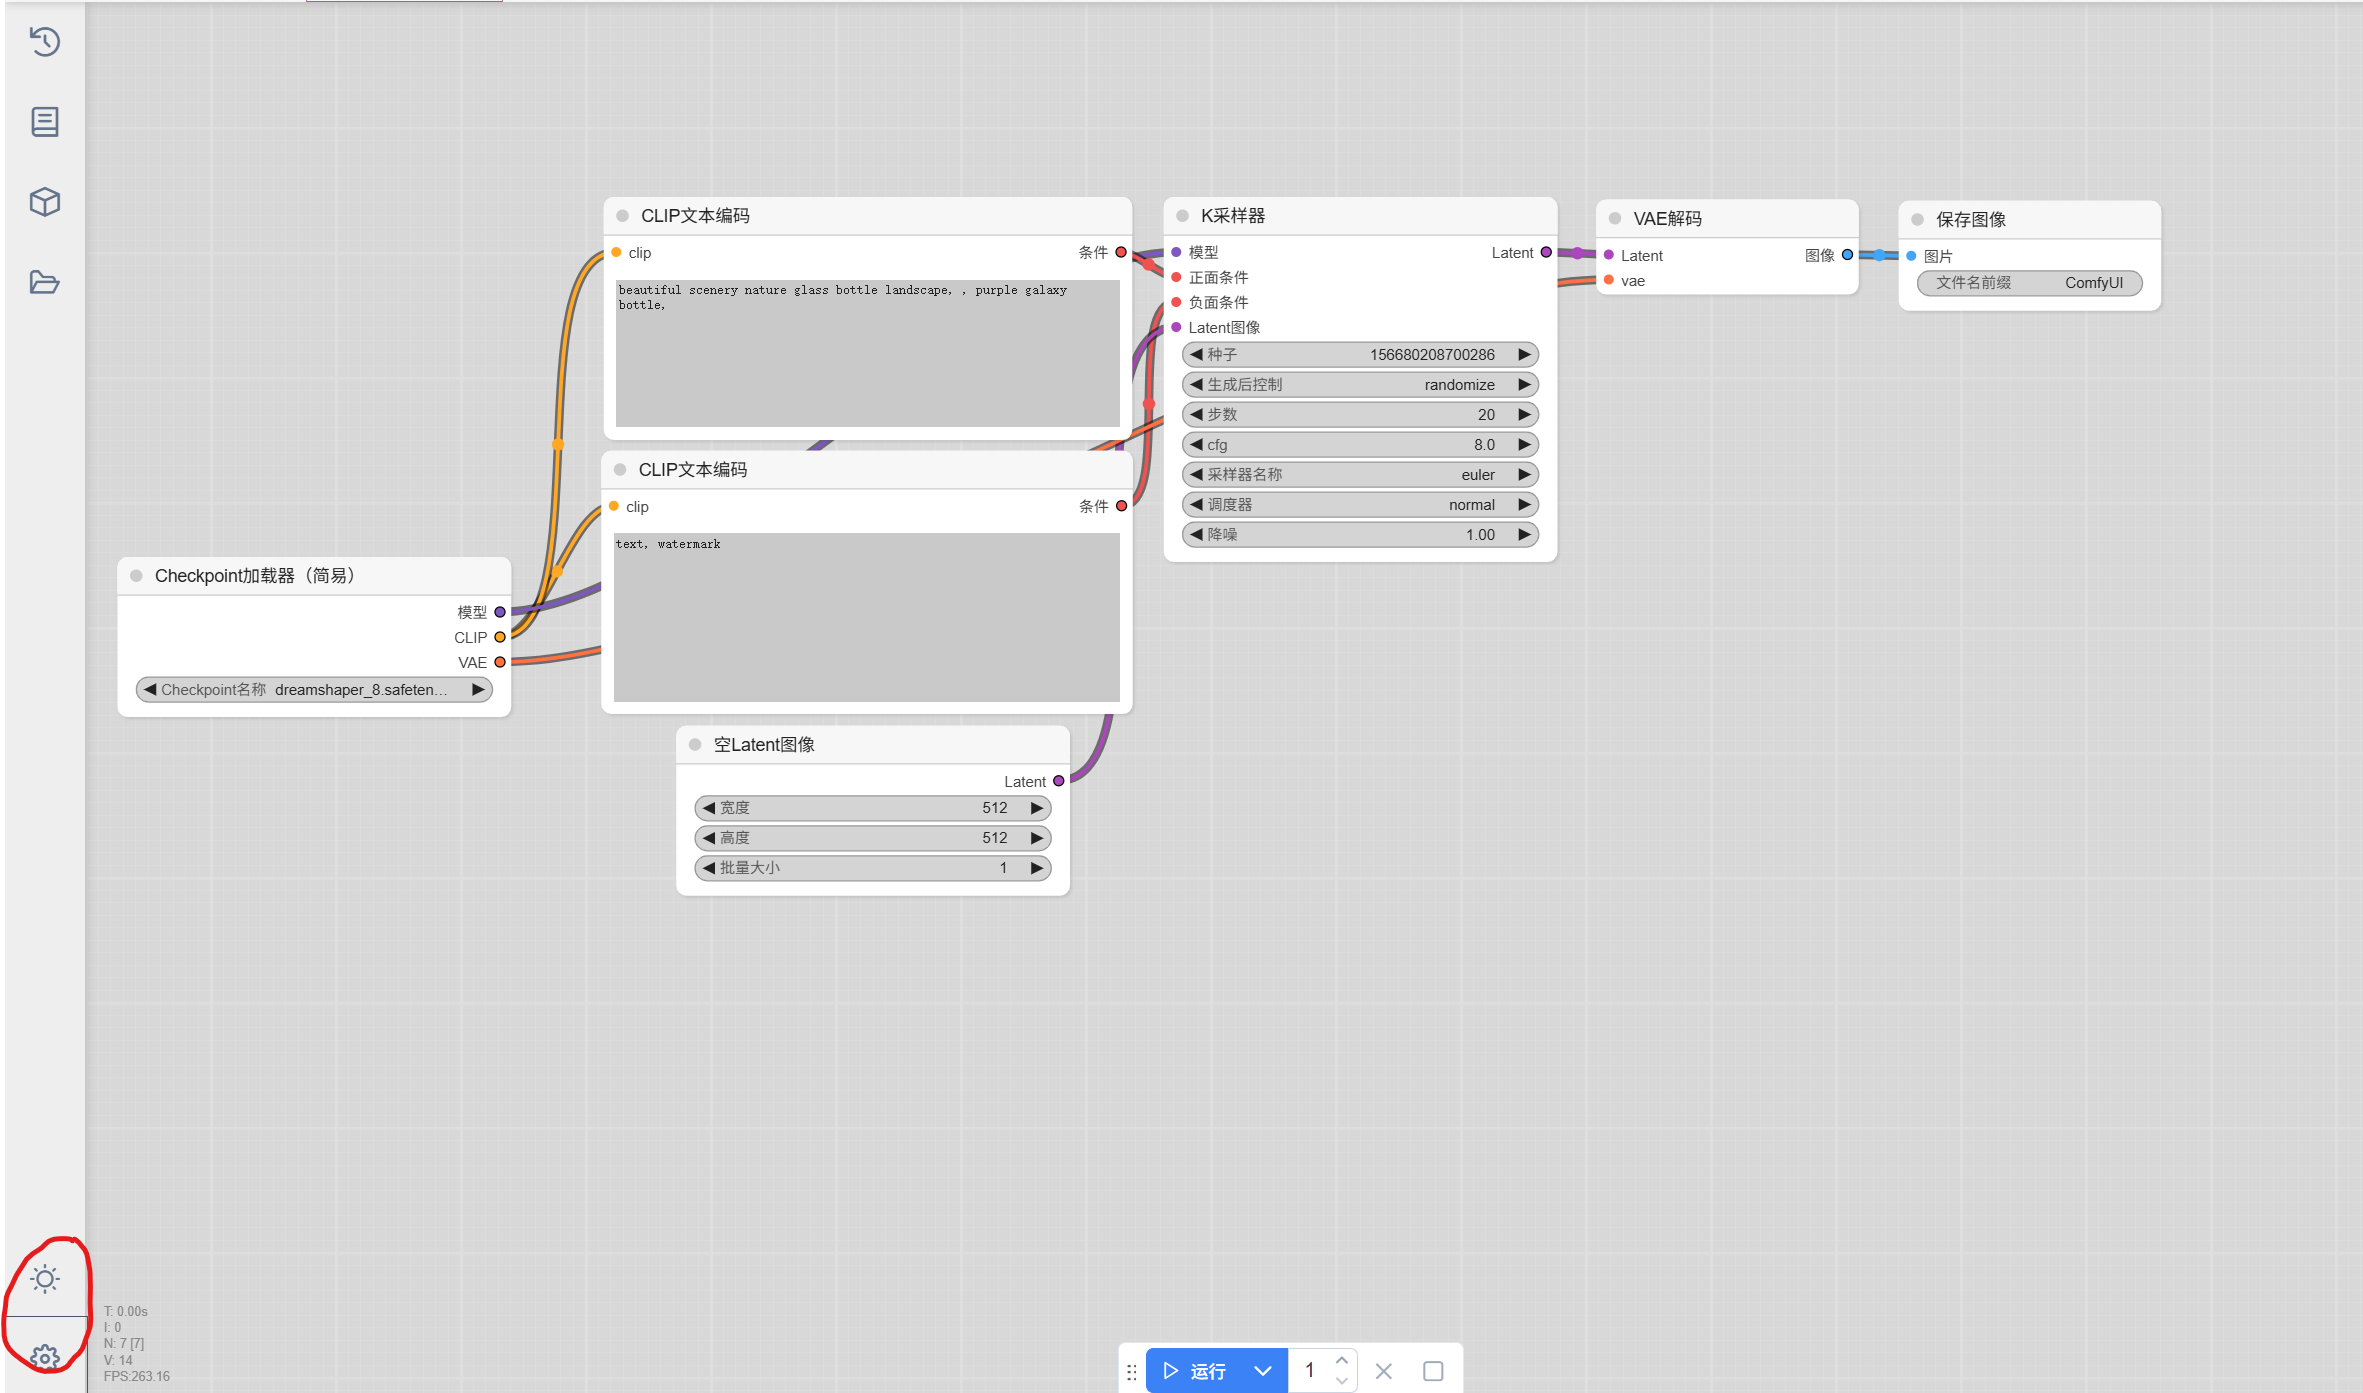 CLIP文本编码
clip
条件
beautiful scenery nature glass bottle landscape, , purple galaxy
bottle,
CLIP文本编码
clip
条件
text, watermark
Checkpoint加载器（简易）
模型
CLIP
VAE
Checkpoint名称 dreamshaper_8.safeten...
空Latent图像
Latent
宽度 512
高度 512
批量大小 1
K采样器
模型
Latent
正面条件
负面条件
Latent图像
种子 156680208700286
生成后控制 randomize
步数 20
cfg 8.0
采样器名称 euler
调度器 normal
降噪 1.00
VAE解码
Latent
图像
vae
保存图像
图片
文件名前缀 ComfyUI
T: 0.00s
I: 0
N: 7 [7]
V: 14
FPS:263.16
运行
1